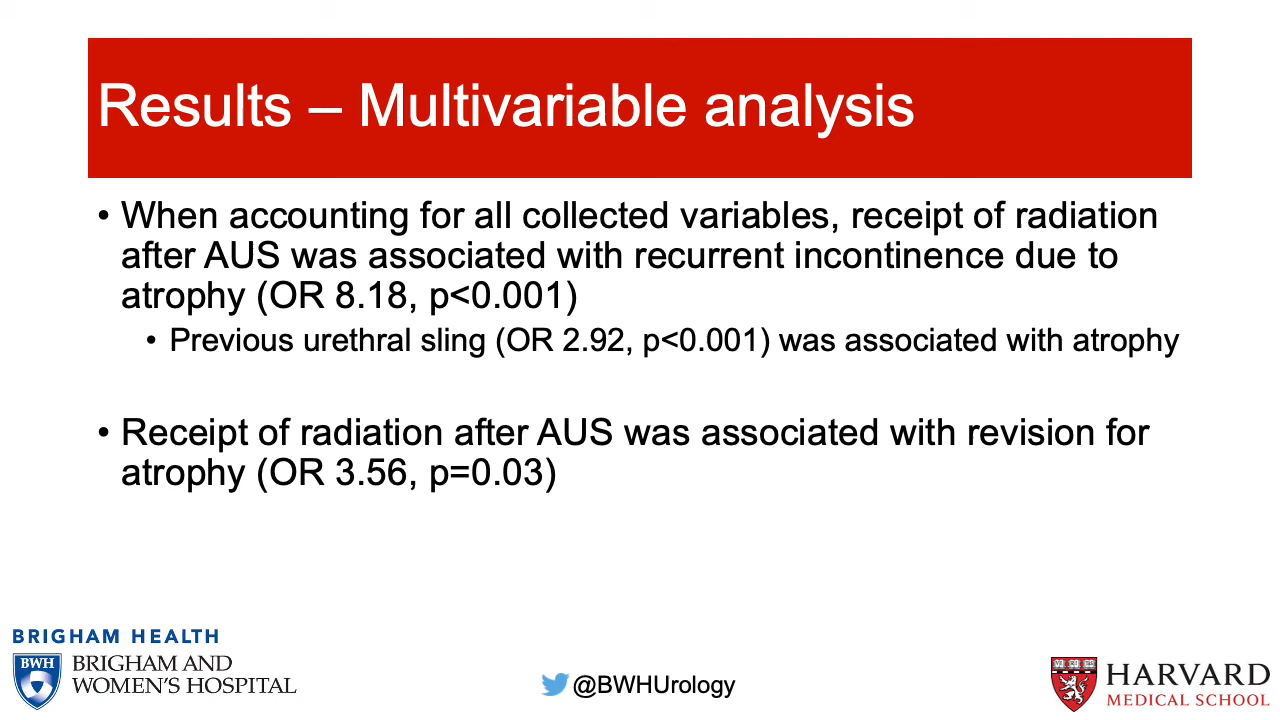 Results – Multivariable analysis
• When accounting for all collected variables, receipt of radiation
after AUS was associated with recurrent incontinence due to
atrophy (OR 8.18, p<0.001)
• Previous urethral sling (OR 2.92, p<0.001) was associated with atrophy
• Receipt of radiation after AUS was associated with revision for
atrophy (OR 3.56, p=0.03)
BRIGHAM HEALTH
BWH
BRIGHAM AND
WOMEN'S HOSPITAL
@BWHUrology
HARVARD
MEDICAL SCHOOL